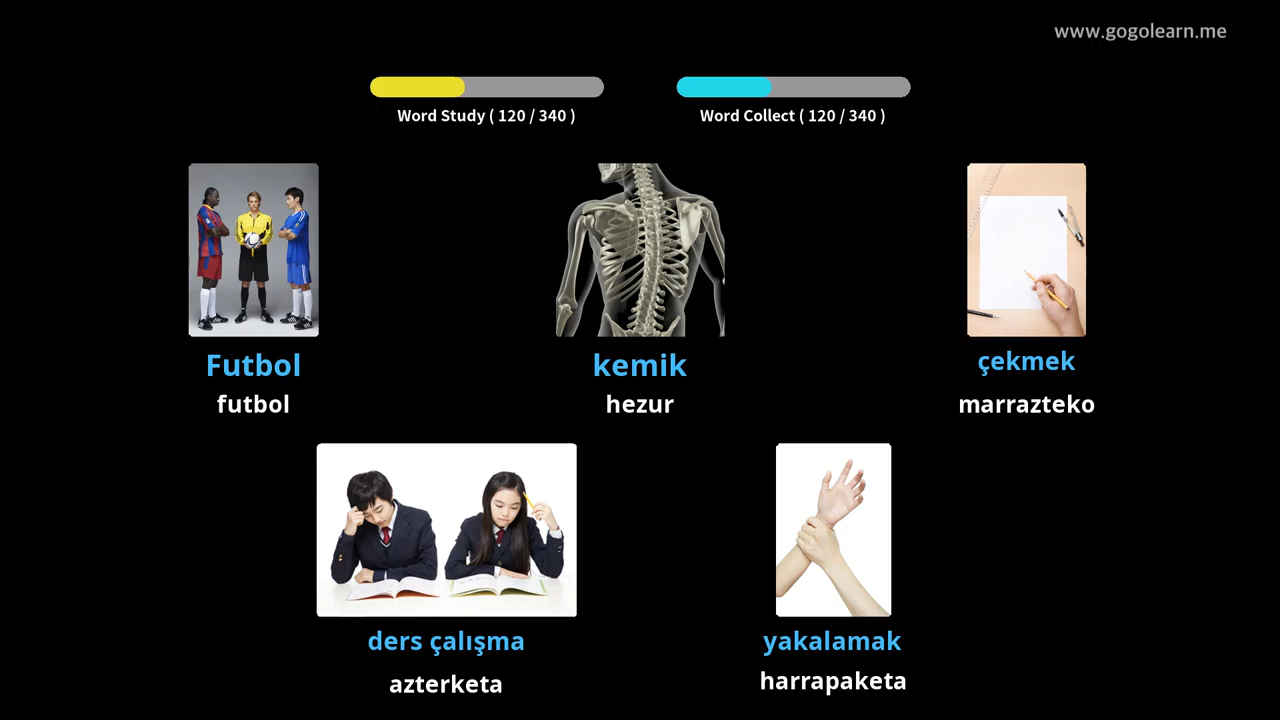 www.gogolearn.me
Word Study ( 120 / 340 )
Word Collect ( 120 / 340 )
Futbol
futbol
kemik
hezur
çekmek
marrazteko
ders çalışma
azterketa
yakalamak
harrapaketa